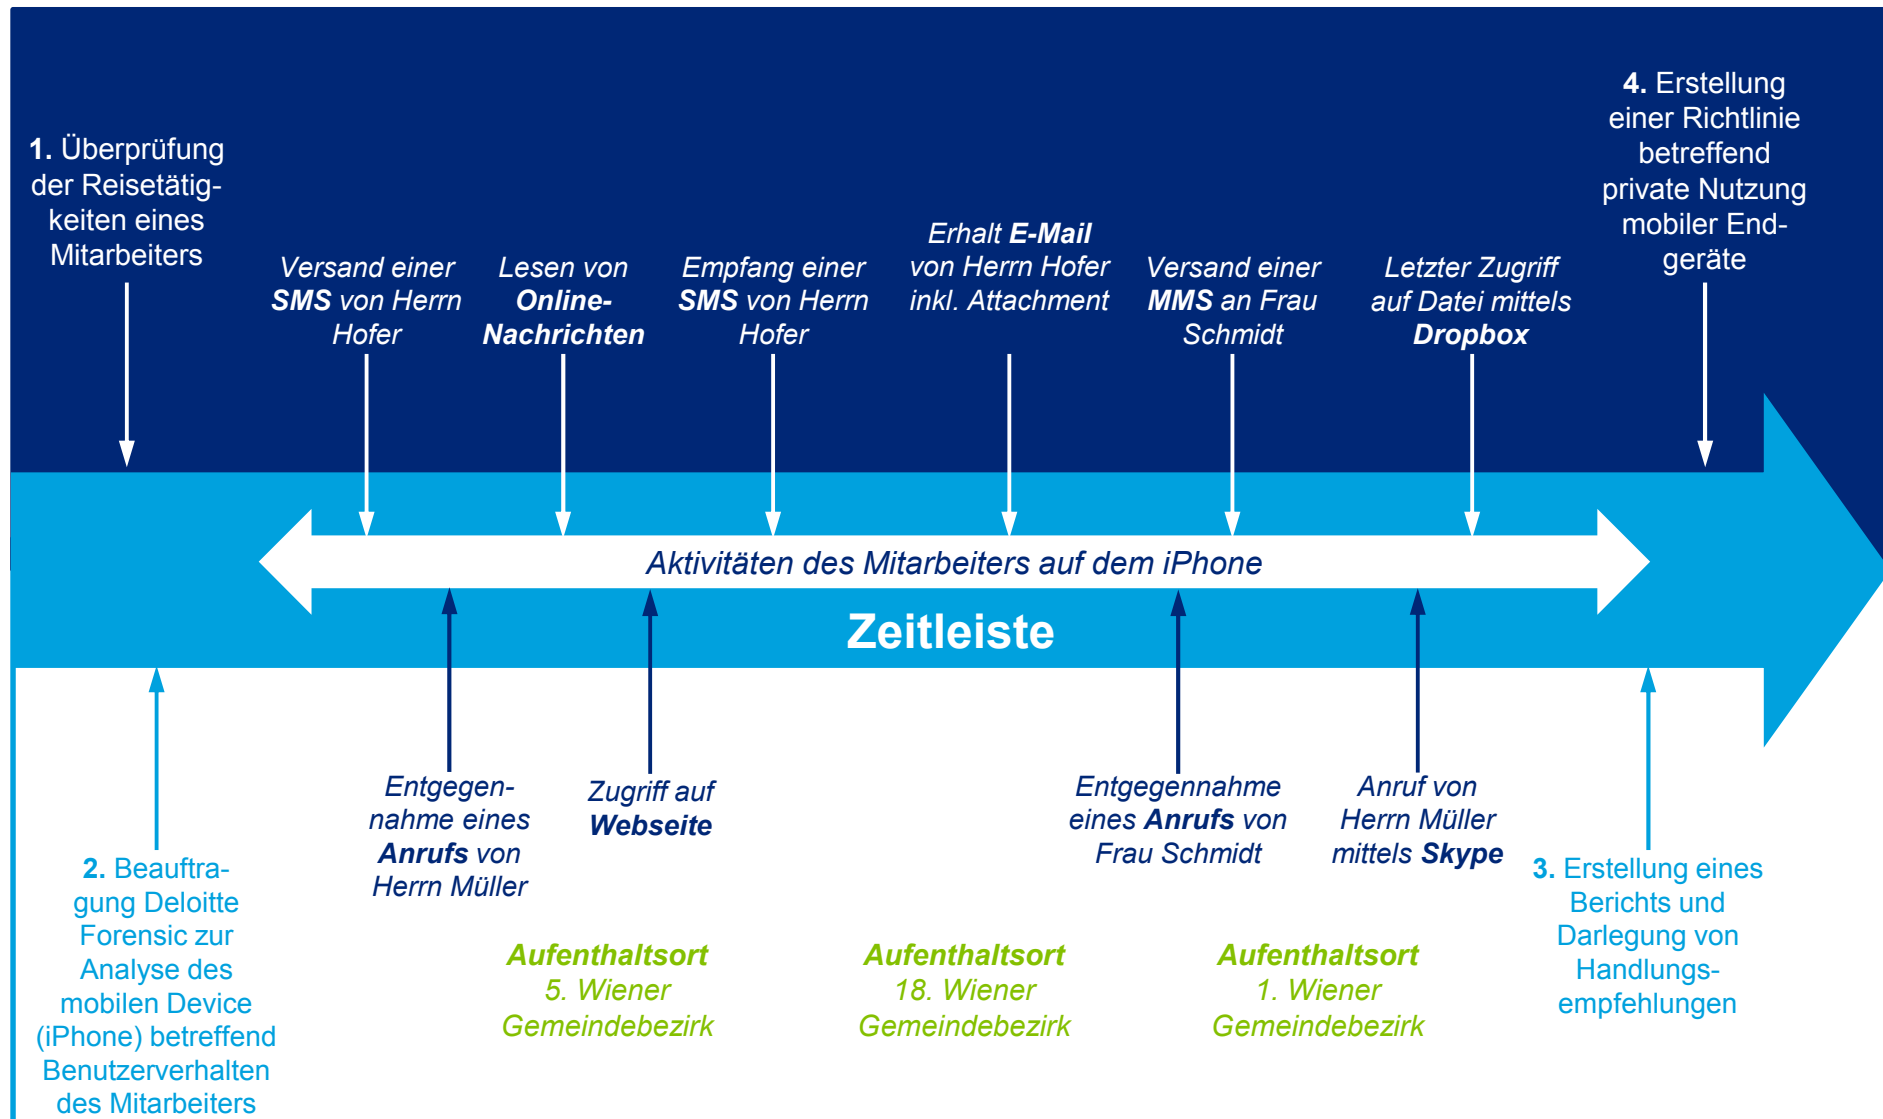 1. Überprüfung
der Reisetätig-
keiten eines
Mitarbeiters
Versand einer
SMS von Herrn
Hofer
Lesen von
Online-
Nachrichten
Empfang einer
SMS von Herrn
Hofer
Erhalt E-Mail
von Herrn Hofer
inkl. Attachment
Versand einer
MMS an Frau
Schmidt
Letzter Zugriff
auf Datei mittels
Dropbox
4. Erstellung
einer Richtlinie
betreffend
private Nutzung
mobiler End-
geräte
Aktivitäten des Mitarbeiters auf dem iPhone
Zeitleiste
2. Beauftra-
gung Deloitte
Forensic zur
Analyse des
mobilen Device
(iPhone) betreffend
Benutzerverhalten
des Mitarbeiters
Entgegen-
nahme eines
Anrufs von
Herrn Müller
Zugriff auf
Webseite
Entgegennahme
eines Anrufs von
Frau Schmidt
Anruf von
Herrn Müller
mittels Skype
3. Erstellung eines
Berichts und
Darlegung von
Handlungs-
empfehlungen
Aufenthaltsort
5. Wiener
Gemeindebezirk
Aufenthaltsort
18. Wiener
Gemeindebezirk
Aufenthaltsort
1. Wiener
Gemeindebezirk